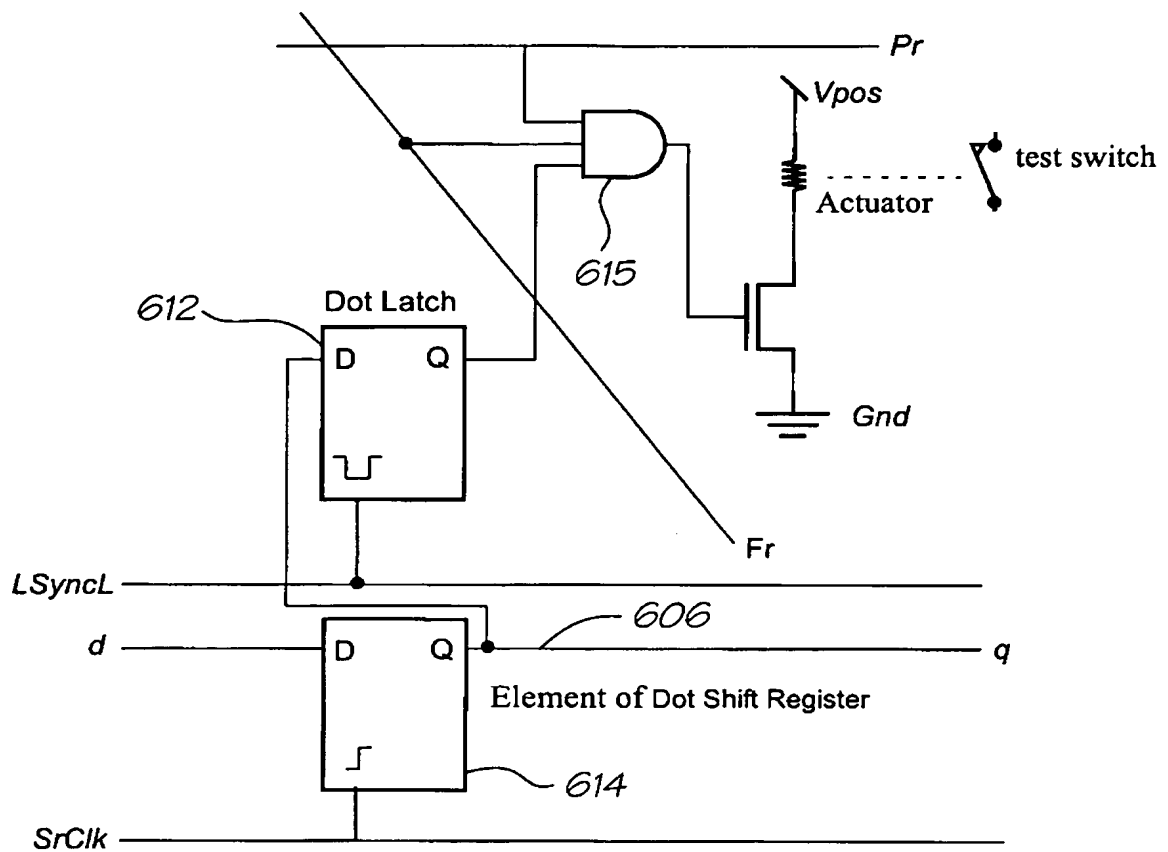 Pr
Vpos
test switch
Actuator
615
Dot Latch
612
D Q
Gnd
Fr
LSyncL
606
d
D Q
q
Element of Dot Shift Register
614
SrClk